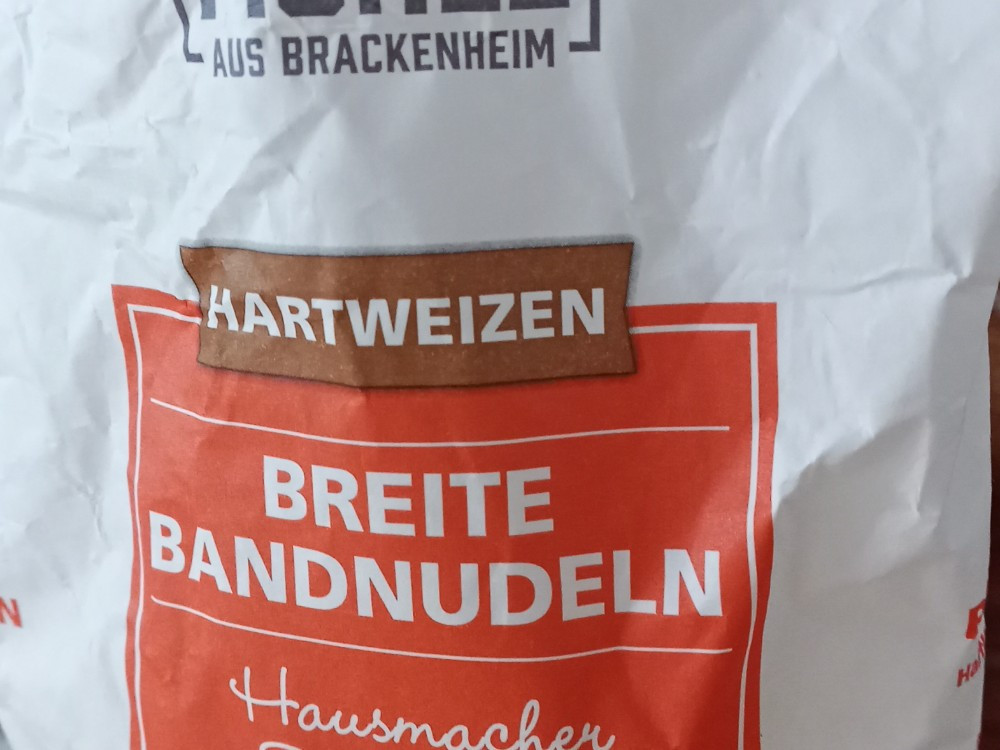 AUS BRACKENHEIM
HARTWEIZEN
BREITE
BANDNUDELN
Hausmacher